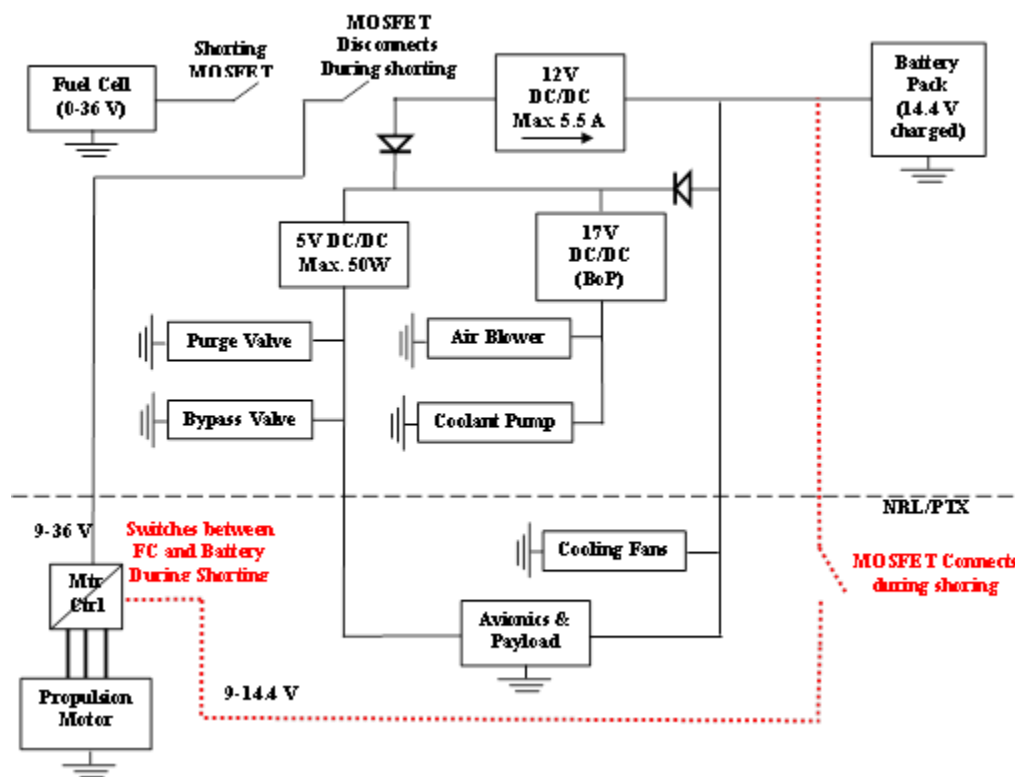 Shorting
MOSFET
MOSFET
Disconnects
During shorting
Fuel Cell
(0-36 V)
12V
DC/DC
Max. 5.5 A
Battery
Pack
(14.4 V
charged)
5V DC/DC
Max. 50W
17V
DC/DC
(BoP)
Purge Valve
Air Blower
Bypass Valve
Coolant Pump
NRL/PTX
9-36 V
Switches between
FC and Battery
During Shorting
Cooling Fans
MOSFET Connects
during shoring
Mtr
Ctrl
Avionics &
Payload
9-14.4 V
Propulsion
Motor